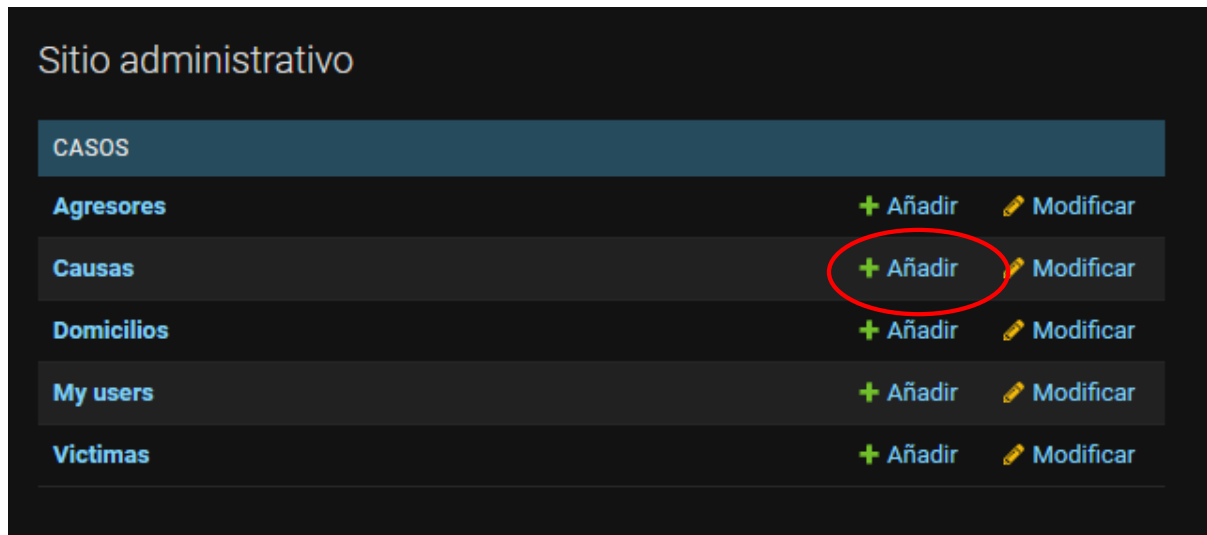 Sitio administrativo
CASOS
Agresores Añadir Modificar
Causas Añadir Modificar
Domicilios Añadir Modificar
My users Añadir Modificar
Victimas Añadir Modificar